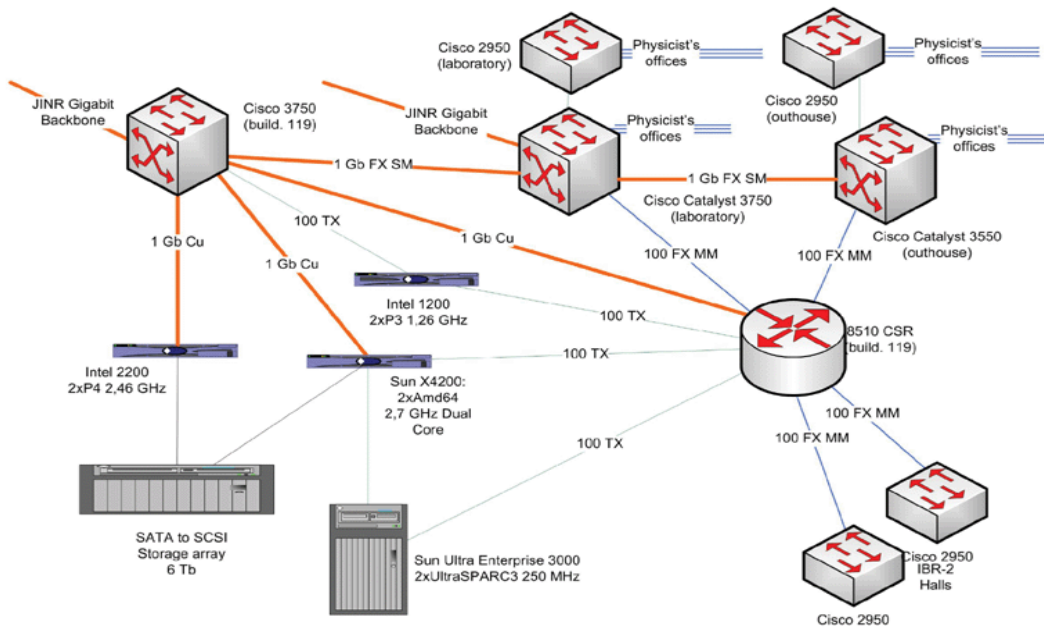 Cisco 2950
(laboratory)
Physicist's
offices
Physicist's
offices
Cisco 2950
(outhouse)
JINR Gigabit
Backbone
Cisco 3750
(build. 119)
JINR Gigabit
Backbone
Physicist's
offices
Physicist's
offices
1 Gb FX SM
1 Gb FX SM
Cisco Catalyst 3750
(laboratory)
Cisco Catalyst 3550
(outhouse)
100 TX
1 Gb Cu
1 Gb Cu
1 Gb Cu
100 FX MM
100 FX MM
Intel 1200
2xP3 1,26 GHz
100 TX
8510 CSR
(build. 119)
100 TX
Intel 2200
2xP4 2,46 GHz
Sun X4200:
2xAmd64
2,7 GHz Dual
Core
100 FX MM
100 FX MM
100 TX
SATA to SCSI
Storage array
6 Tb
Sun Ultra Enterprise 3000
2xUltraSPARC3 250 MHz
Cisco 2950
IBR-2
Halls
Cisco 2950